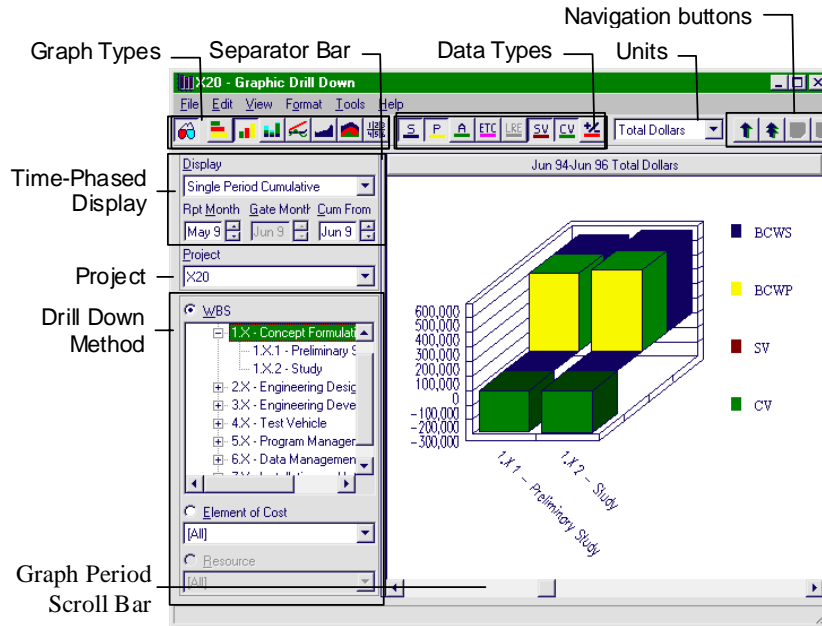 Navigation buttons
Graph Types
Separator Bar
Data Types
Units
X20 - Graphic Drill Down
File Edit View Format Tools Help
S P A ETC LRE SV CV
Total Dollars
Time-Phased
Display
Display
Single Period Cumulative
Rpt Month Gate Month Cum From
May 9 Jun 9 Jun 9
Project
Project
X20
Drill Down
Method
WBS
1.X - Concept Formulati
1.X.1 - Preliminary S
1.X.2 - Study
2.X - Engineering Desig
3.X - Engineering Deve
4.X - Test Vehicle
5.X - Program Manager
6.X - Data Managemen
Element of Cost
[All]
Resource
[All]
Graph Period
Scroll Bar
Jun 94-Jun 96 Total Dollars
600,000
500,000
400,000
300,000
200,000
100,000
0
-100,000
-200,000
-300,000
1.X 1 - Preliminary Study
1.X 2 - Study
BCWS
BCWP
SV
CV